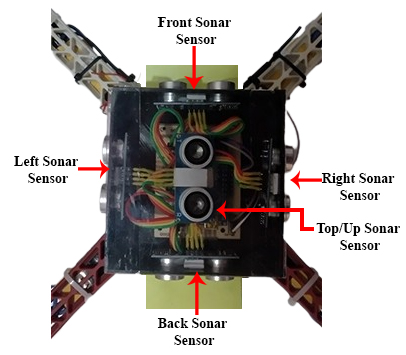 Front Sonar
Sensor
Left Sonar
Sensor
Right Sonar
Sensor
Top/Up Sonar
Sensor
Back Sonar
Sensor